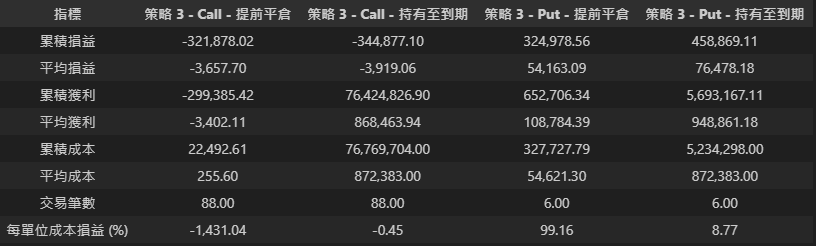 指標 策略 3 - Call - 提前平倉 策略 3 - Call - 持有至到期 策略 3 - Put - 提前平倉 策略 3 - Put - 持有至到期
累積損益 -321,878.02 -344,877.10 324,978.56 458,869.11
平均損益 -3,657.70 -3,919.06 54,163.09 76,478.18
累積獲利 -299,385.42 76,424,826.90 652,706.34 5,693,167.11
平均獲利 -3,402.11 868,463.94 108,784.39 948,861.18
累積成本 22,492.61 76,769,704.00 327,727.79 5,234,298.00
平均成本 255.60 872,383.00 54,621.30 872,383.00
交易筆數 88.00 88.00 6.00 6.00
每單位成本損益 (%) -1,431.04 -0.45 99.16 8.77